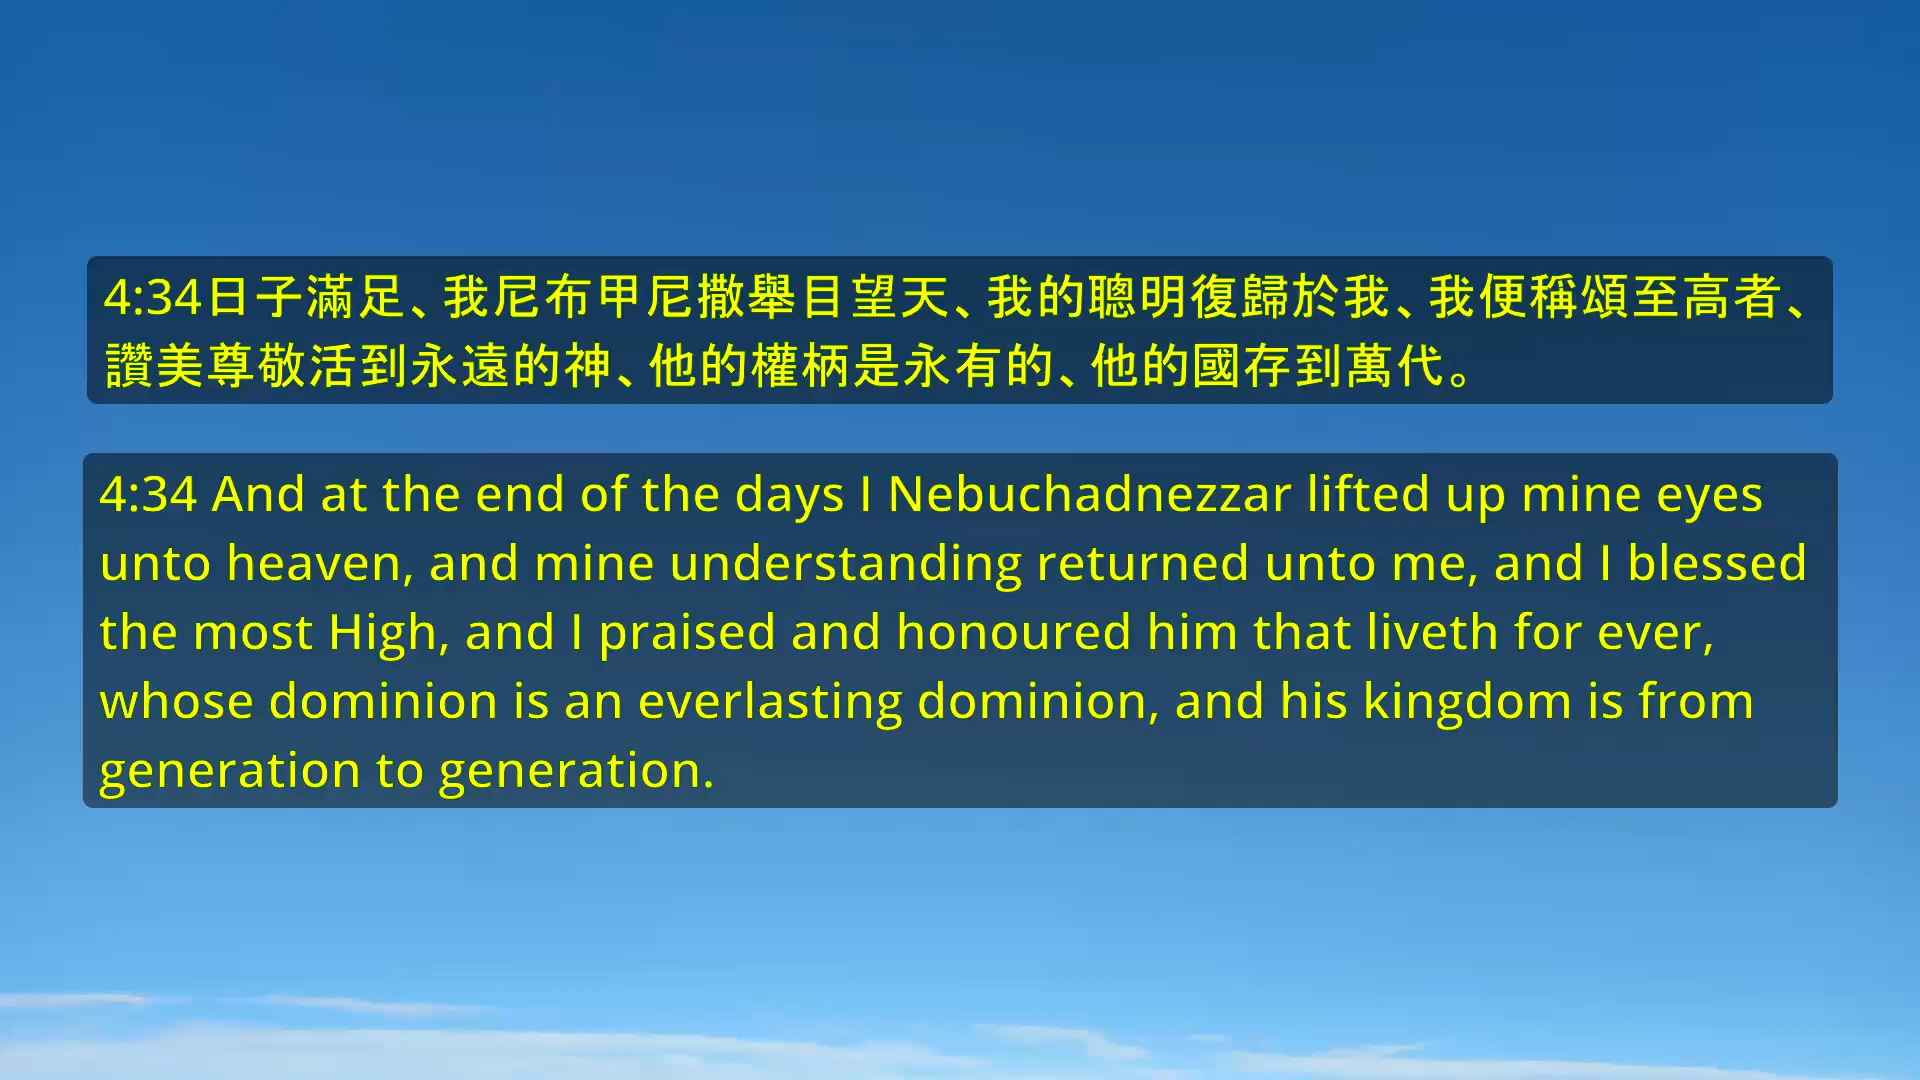 4:34日子滿足、我尼布甲尼撒舉目望天、我的聰明復歸於我、我便稱頌至高者、
讚美尊敬活到永遠的神、他的權柄是永有的、他的國存到萬代。
4:34 And at the end of the days I Nebuchadnezzar lifted up mine eyes
unto heaven, and mine understanding returned unto me, and I blessed
the most High, and I praised and honoured him that liveth for ever,
whose dominion is an everlasting dominion, and his kingdom is from
generation to generation.